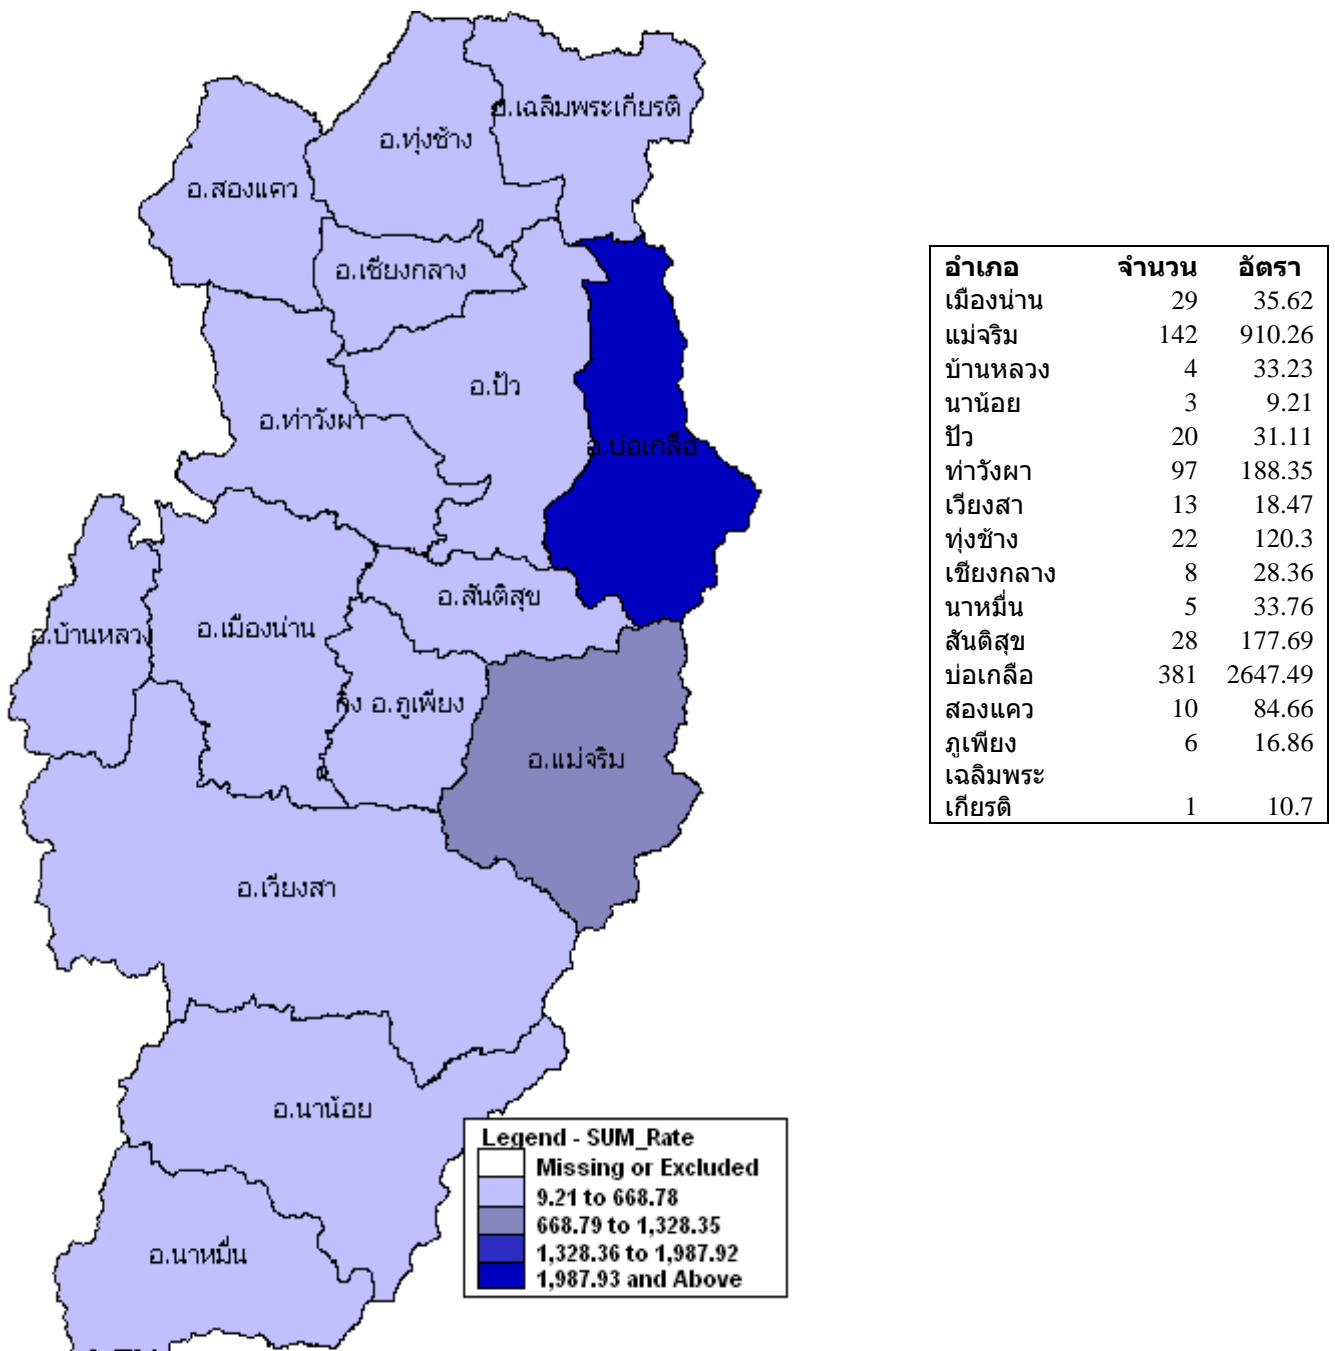 อ.เฉลิมพระเกียรติ
อ.ทุ่งช้าง
อ.สองแคว
อ.เชียงกลาง
อ.ปัว
อ.ท่าวังผา
อ.บ่อเกลือ
อ.สันติสุข
อ.เมืองน่าน
อ.บ้านหลวง
กิ่ง อ.ภูเพียง
อ.แม่จริม
อ.เวียงสา
อ.นาน้อย
อ.นาหมื่น
Legend - SUM_Rate
Missing or Excluded
9.21 to 668.78
668.79 to 1,328.35
1,328.36 to 1,987.92
1,987.93 and Above
อำเภอ จำนวน อัตรา
เมืองน่าน 29 35.62
แม่จริม 142 910.26
บ้านหลวง 4 33.23
นาน้อย 3 9.21
ปัว 20 31.11
ท่าวังผา 97 188.35
เวียงสา 13 18.47
ทุ่งช้าง 22 120.3
เชียงกลาง 8 28.36
นาหมื่น 5 33.76
สันติสุข 28 177.69
บ่อเกลือ 381 2647.49
สองแคว 10 84.66
ภูเพียง 6 16.86
เฉลิมพระ
เกียรติ 1 10.7